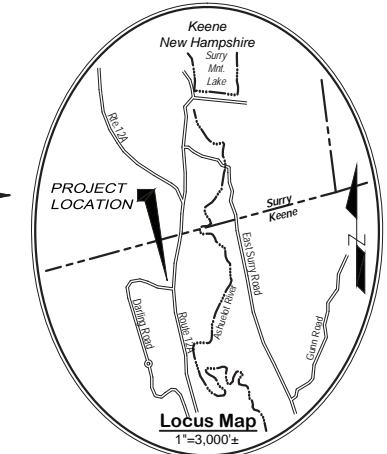 Keene
New Hampshire
Surry
Mnt.
Lake
Rte.12A
PROJECT
LOCATION
Surry
Keene
East Surry Road
Ashuelot River
Route 12A
Darling Road
Gunn Road
N
Locus Map
1"=3,000'±